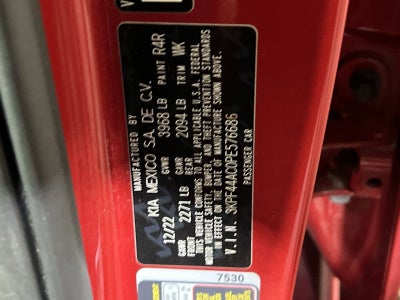 MANUFACTURED BY
KIA MEXICO S.A. DE C.V.
12/22 GVWR 3968 LB PAINT R4R
GAWR FRONT 2271 LB GAWR REAR 2094 LB TRIM WK
THIS VEHICLE CONFORMS TO ALL APPLICABLE U.S.A. FEDERAL
MOTOR VEHICLE SAFETY, BUMPER, AND THEFT PREVENTION STANDARDS
IN EFFECT ON THE DATE OF MANUFACTURE SHOWN ABOVE.
V.I.N. 3KPF44AC0PE576686
PASSENGER CAR
7530